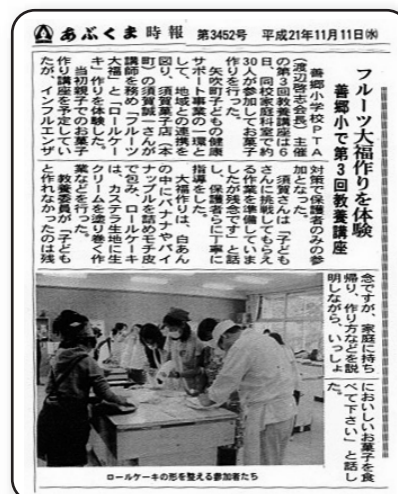 あぶくま時報 第3452号 平成21年11月11日㈬
フルーツ大福作りを体験
善郷小で第3回教養講座
善郷小学校PTA
(渡辺啓志会長)主催
の第3回教養講座は6
日、同校家庭科室で約
30人が参加してお菓子
作りを行った。
矢吹町子どもの健康
サポート事業の一環と
して、地域との連携を
図り、須賀菓子店(本
町)の須賀誠一さんが
講師を務め「フルーツ
大福」と「ロールケー
キ」作りを体験した。
当初親子でのお菓子
作り講座を予定してい
たが、インフルエンザ
対策で保護者のみの参
加となった。
須賀さんは「子ども
さんに挑戦してもらえ
る作業を準備していま
したが残念です」と話
し、保護者らに丁寧に
指導をした。
大福作りは、白あん
の中にバナナやパイ
ナップルを詰めモチ皮
で包み、ロールケーキ
は、カステラ生地に生
クリームを塗り巻く作
業などを行った。
教養委員が「子ども
と作れなかったのは残
念ですが、家庭に持ち
帰り、作り方などを説
明しながら、いっしょ
においしいお菓子を食
べて下さい」と話し
た。
ロールケーキの形を整える参加者たち